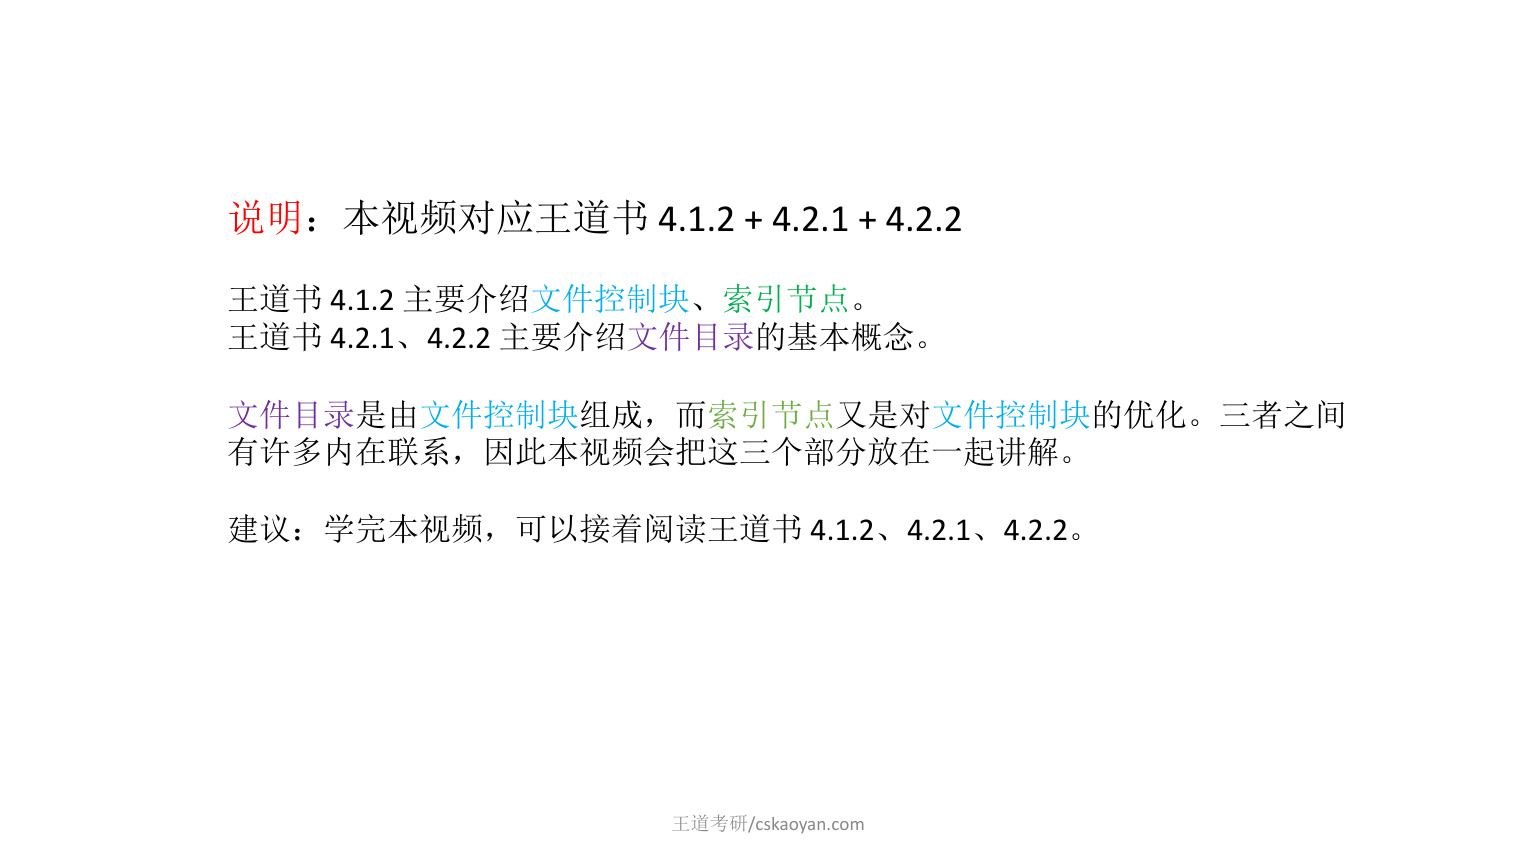 说明：本视频对应王道书 4.1.2 + 4.2.1 + 4.2.2
王道书 4.1.2 主要介绍文件控制块、索引节点。
王道书 4.2.1、4.2.2 主要介绍文件目录的基本概念。
文件目录是由文件控制块组成，而索引节点又是对文件控制块的优化。三者之间
有许多内在联系，因此本视频会把这三个部分放在一起讲解。
建议：学完本视频，可以接着阅读王道书 4.1.2、4.2.1、4.2.2。
王道考研/cskaoyan.com